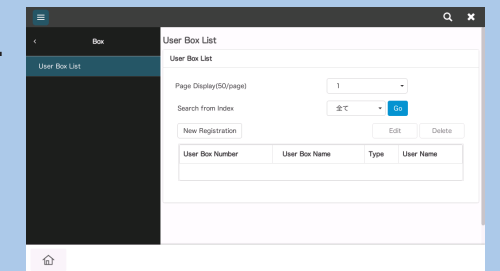 Box
User Box List
User Box List
User Box List
Page Display(50/page) 1
Search from Index 全て Go
New Registration Edit Delete
User Box Number User Box Name Type User Name